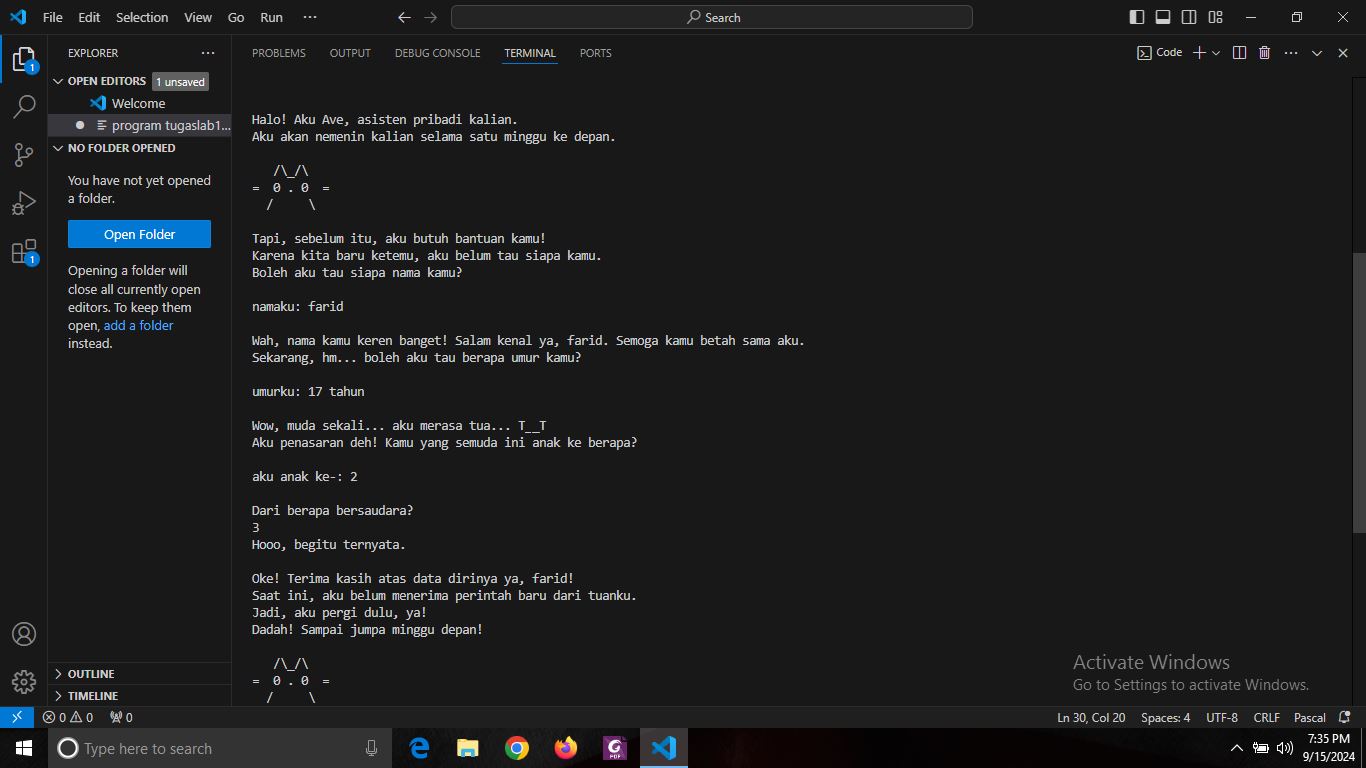 File Edit Selection View Go Run ...
Search
EXPLORER ...
OPEN EDITORS 1 unsaved
Welcome
program tugaslab1...
NO FOLDER OPENED
You have not yet opened
a folder.
Open Folder
Opening a folder will
close all currently open
editors. To keep them
open, add a folder
instead.
OUTLINE
TIMELINE
1
1
PROBLEMS OUTPUT DEBUG CONSOLE TERMINAL PORTS
Code
Halo! Aku Ave, asisten pribadi kalian.
Aku akan nemenin kalian selama satu minggu ke depan.
   /\_/\
=  0 . 0  =
  /     \
Tapi, sebelum itu, aku butuh bantuan kamu!
Karena kita baru ketemu, aku belum tau siapa kamu.
Boleh aku tau siapa nama kamu?
namaku: farid
Wah, nama kamu keren banget! Salam kenal ya, farid. Semoga kamu betah sama aku.
Sekarang, hm... boleh aku tau berapa umur kamu?
umurku: 17 tahun
Wow, muda sekali... aku merasa tua... T__T
Aku penasaran deh! Kamu yang semuda ini anak ke berapa?
aku anak ke-: 2
Dari berapa bersaudara?
3
Hooo, begitu ternyata.
Oke! Terima kasih atas data dirinya ya, farid!
Saat ini, aku belum menerima perintah baru dari tuanku.
Jadi, aku pergi dulu, ya!
Dadah! Sampai jumpa minggu depan!
   /\_/\
=  0 . 0  =
  /     \
Activate Windows
Go to Settings to activate Windows.
0 0 0
Ln 30, Col 20 Spaces: 4 UTF-8 CRLF Pascal
Type here to search
PDF
7:35 PM
9/15/2024